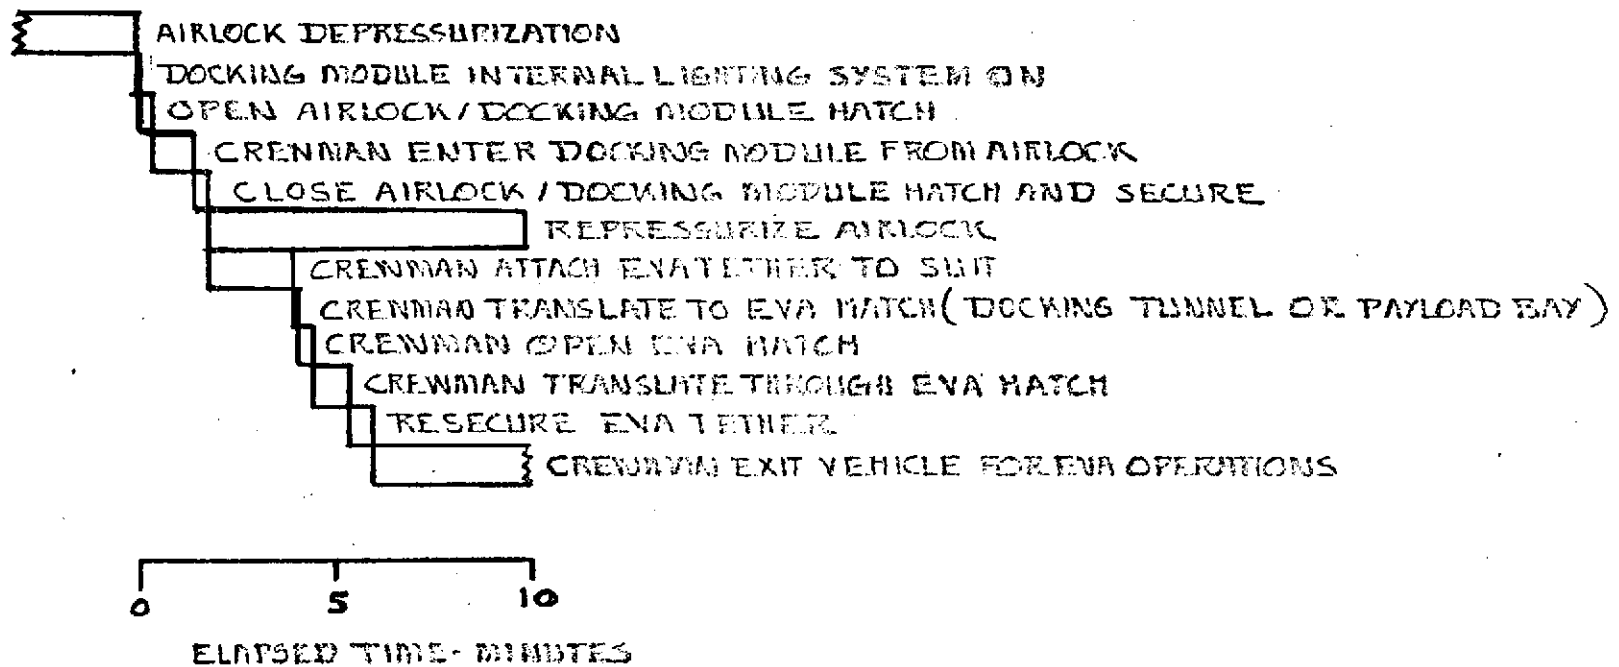 AIRLOCK DEPRESSURIZATION
DOCKING MODULE INTERNAL LIGHTING SYSTEM ON
OPEN AIRLOCK/DOCKING MODULE HATCH
CREWMAN ENTER DOCKING MODULE FROM AIRLOCK
CLOSE AIRLOCK/DOCKING MODULE HATCH AND SECURE
REPRESSURIZE AIRLOCK
CREWMAN ATTACH EVA TETHER TO SUIT
CREWMAN TRANSLATE TO EVA HATCH (DOCKING TUNNEL OR PAYLOAD BAY)
CREWMAN OPEN EVA HATCH
CREWMAN TRANSLATE THROUGH EVA HATCH
RESECURE EVA TETHER
CREWMAN EXIT VEHICLE FOR EVA OPERATIONS
0 5 10
ELAPSED TIME - MINUTES